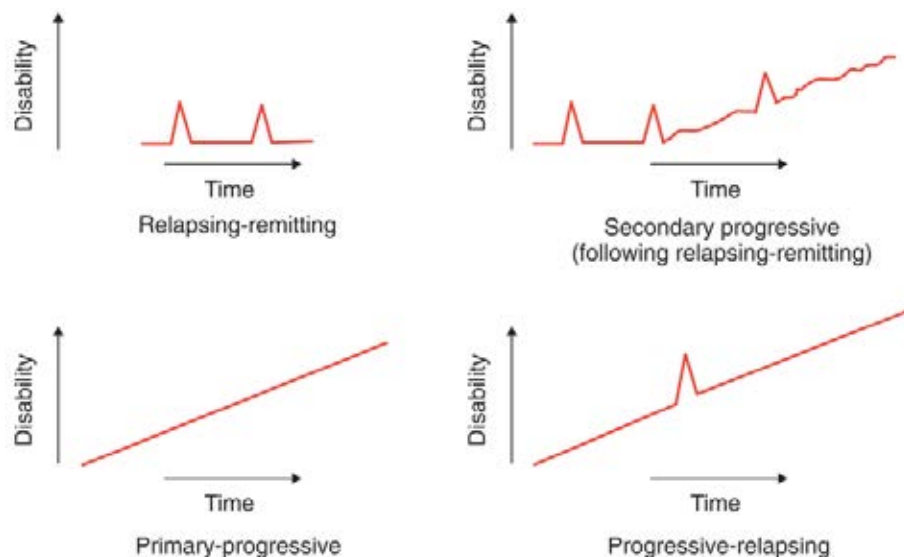 Disability
Time
Relapsing-remitting
Disability
Time
Secondary progressive
(following relapsing-remitting)
Disability
Time
Primary-progressive
Disability
Time
Progressive-relapsing